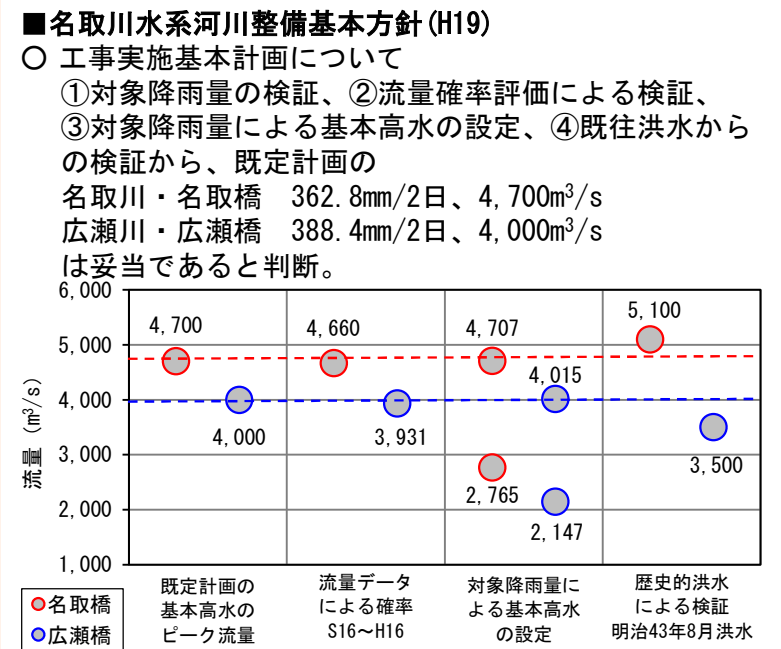 ■名取川水系河川整備基本方針(H19)
○ 工事実施基本計画について
①対象降雨量の検証、②流量確率評価による検証、
③対象降雨量による基本高水の設定、④既往洪水から
の検証から、既定計画の
名取川・名取橋　362.8mm/2日、4,700m³/s
広瀬川・広瀬橋　388.4mm/2日、4,000m³/s
は妥当であると判断。
流量 (m³/s)
6,000
5,000
4,000
3,000
2,000
1,000
4,700
4,000
4,660
3,931
4,707
4,015
2,765
2,147
5,100
3,500
既定計画の
基本高水の
ピーク流量
流量データ
による確率
S16～H16
対象降雨量に
よる基本高水
の設定
歴史的洪水
による検証
明治43年8月洪水
名取橋
広瀬橋